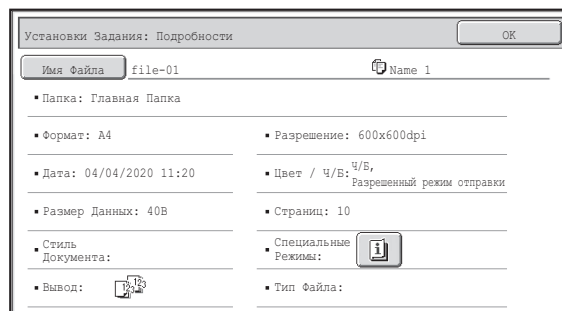 Установки Задания: Подробности
OK
Имя Файла file-01 Name 1
▪ Папка: Главная Папка
▪ Формат: A4 ▪ Разрешение: 600x600dpi
▪ Дата: 04/04/2020 11:20 ▪ Цвет / Ч/Б: Ч/Б,
Разрешенный режим отправки
▪ Размер Данных: 40B ▪ Страниц: 10
▪ Стиль
Документа:
▪ Специальные
Режимы:
▪ Вывод: 123 123 ▪ Тип Файла: